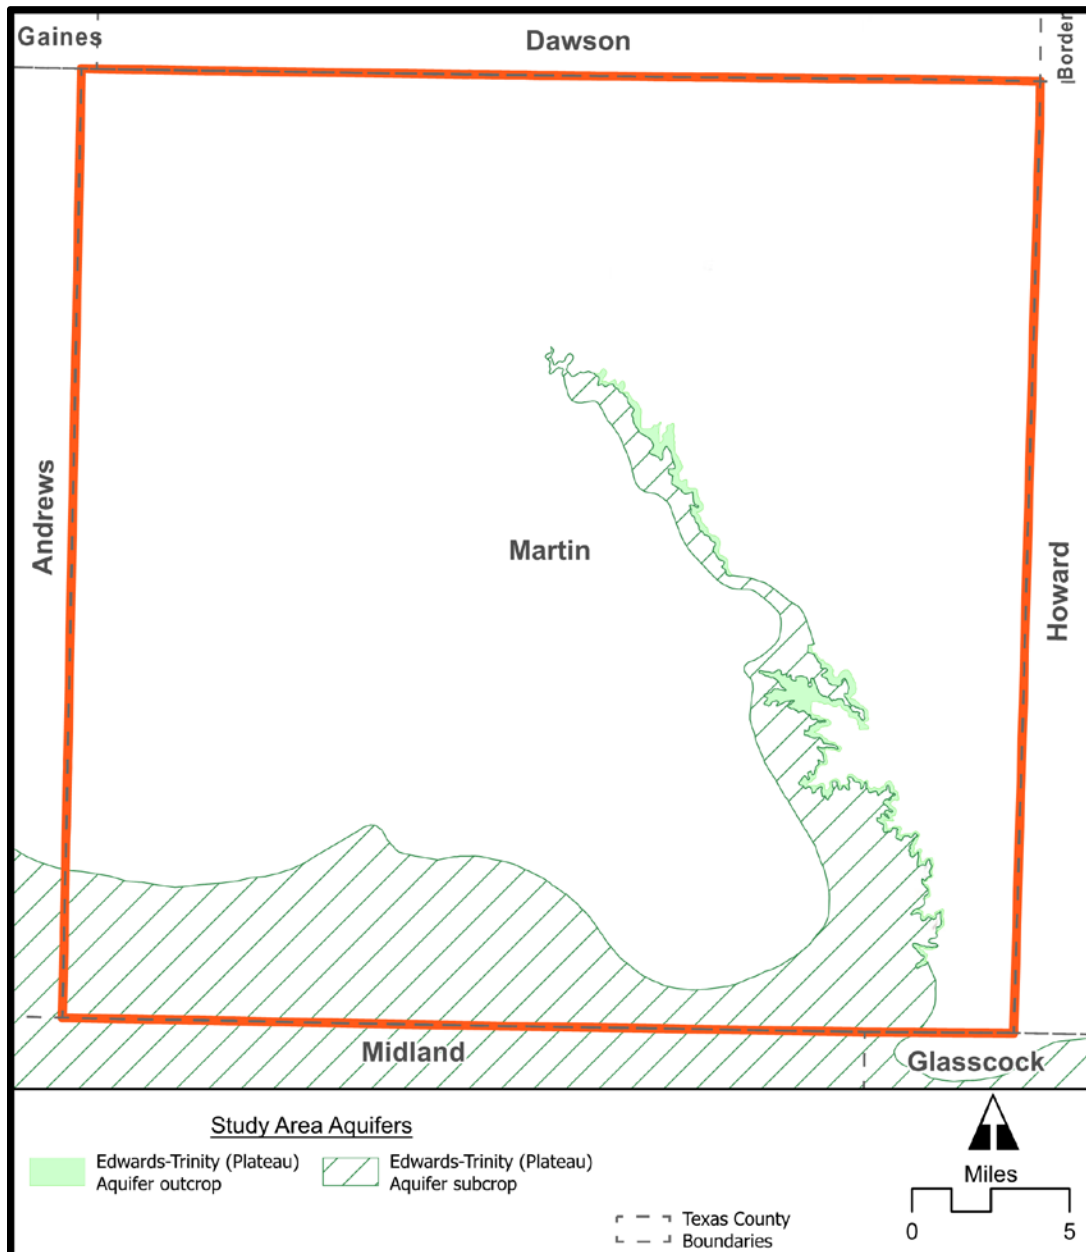 Gaines
Dawson
Border
Andrews
Martin
Howard
Midland
Glasscock
Study Area Aquifers
Edwards-Trinity (Plateau)
Aquifer outcrop
Edwards-Trinity (Plateau)
Aquifer subcrop
Texas County
Boundaries
Miles
0 5